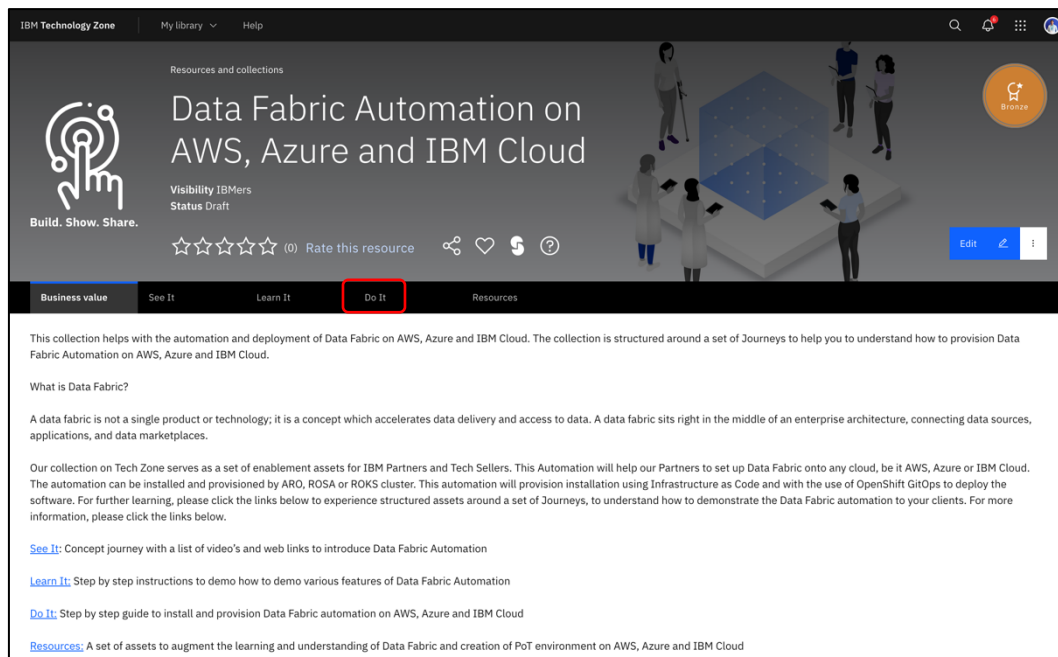 IBM Technology Zone
My library
Help
6
Resources and collections
Data Fabric Automation on
AWS, Azure and IBM Cloud
Bronze
Visibility IBMers
Status Draft
Build. Show. Share.
(0) Rate this resource
Edit
Business value
See It
Learn It
Do It
Resources
This collection helps with the automation and deployment of Data Fabric on AWS, Azure and IBM Cloud. The collection is structured around a set of Journeys to help you to understand how to provision Data
Fabric Automation on AWS, Azure and IBM Cloud.
What is Data Fabric?
A data fabric is not a single product or technology; it is a concept which accelerates data delivery and access to data. A data fabric sits right in the middle of an enterprise architecture, connecting data sources,
applications, and data marketplaces.
Our collection on Tech Zone serves as a set of enablement assets for IBM Partners and Tech Sellers. This Automation will help our Partners to set up Data Fabric onto any cloud, be it AWS, Azure or IBM Cloud.
The automation can be installed and provisioned by ARO, ROSA or ROKS cluster. This automation will provision installation using Infrastructure as Code and with the use of OpenShift GitOps to deploy the
software. For further learning, please click the links below to experience structured assets around a set of Journeys, to understand how to demonstrate the Data Fabric automation to your clients. For more
information, please click the links below.
See It: Concept journey with a list of video's and web links to introduce Data Fabric Automation
Learn It: Step by step instructions to demo how to demo various features of Data Fabric Automation
Do It: Step by step guide to install and provision Data Fabric automation on AWS, Azure and IBM Cloud
Resources: A set of assets to augment the learning and understanding of Data Fabric and creation of PoT environment on AWS, Azure and IBM Cloud